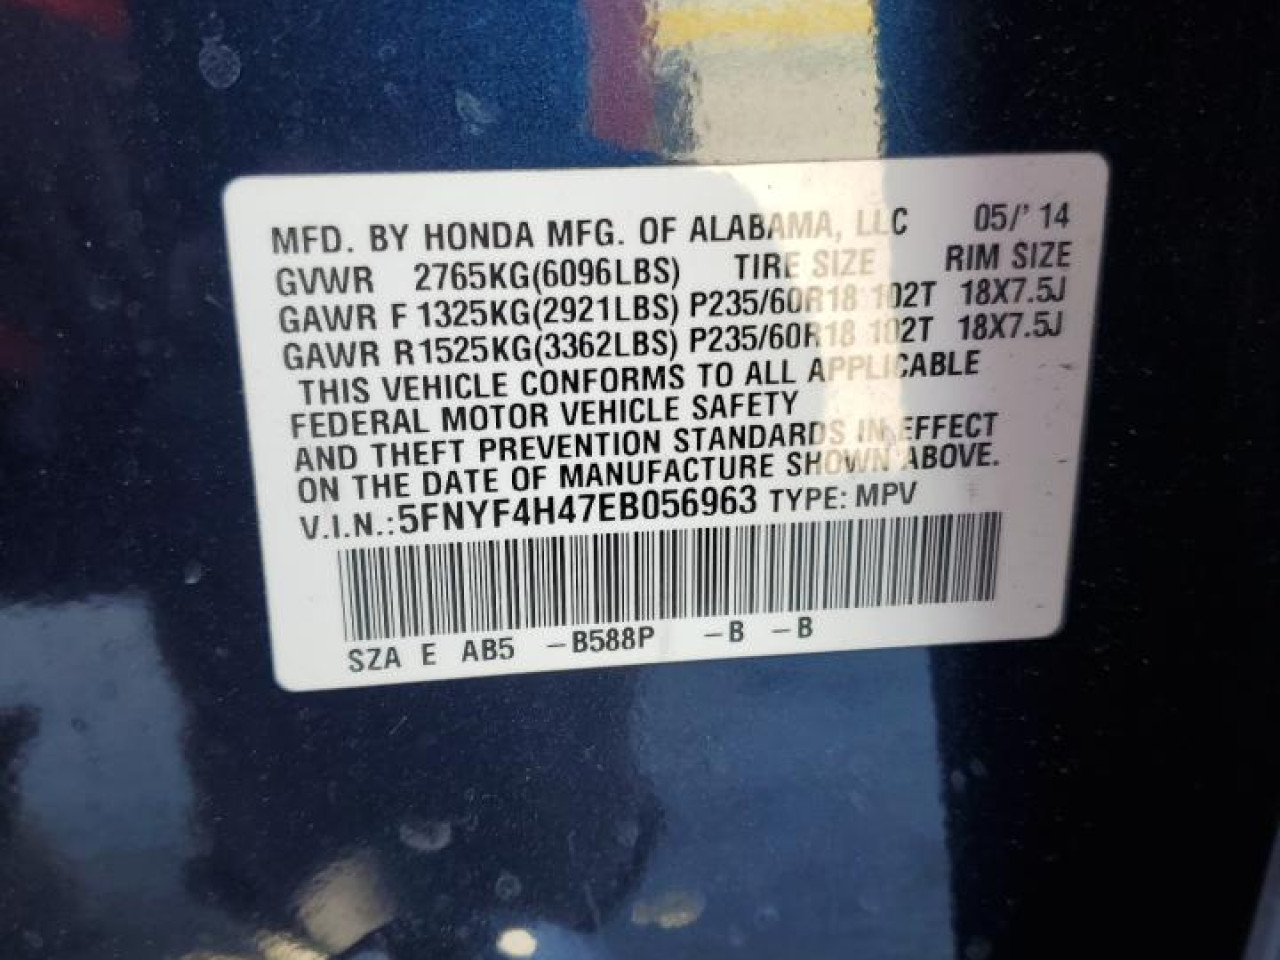 MFD. BY HONDA MFG. OF ALABAMA, LLC 05/'14
GVWR 2765KG(6096LBS) TIRE SIZE RIM SIZE
GAWR F 1325KG(2921LBS) P235/60R18 102T 18X7.5J
GAWR R 1525KG(3362LBS) P235/60R18 102T 18X7.5J
THIS VEHICLE CONFORMS TO ALL APPLICABLE
FEDERAL MOTOR VEHICLE SAFETY
AND THEFT PREVENTION STANDARDS IN EFFECT
ON THE DATE OF MANUFACTURE SHOWN ABOVE.
V.I.N.:5FNYF4H47EB056963 TYPE: MPV
SZA E AB5 -B588P -B -B